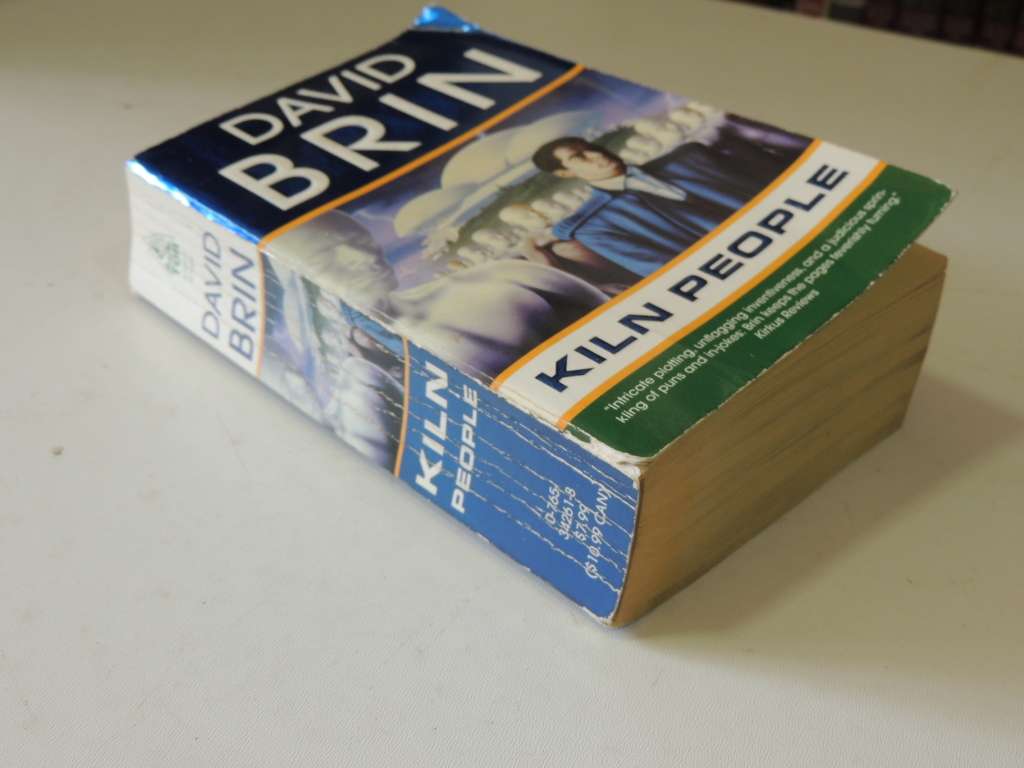 DAVID
BRIN
KILN PEOPLE
"Intricate plotting, unflagging inventiveness, and a judicious sprin-
kling of puns and in-jokes: Brin keeps the pages feverishly turning."
Kirkus Reviews
TOR
DAVID
BRIN
KILN
PEOPLE
0-765-
34261-8
$7.99
($10.99 CAN)